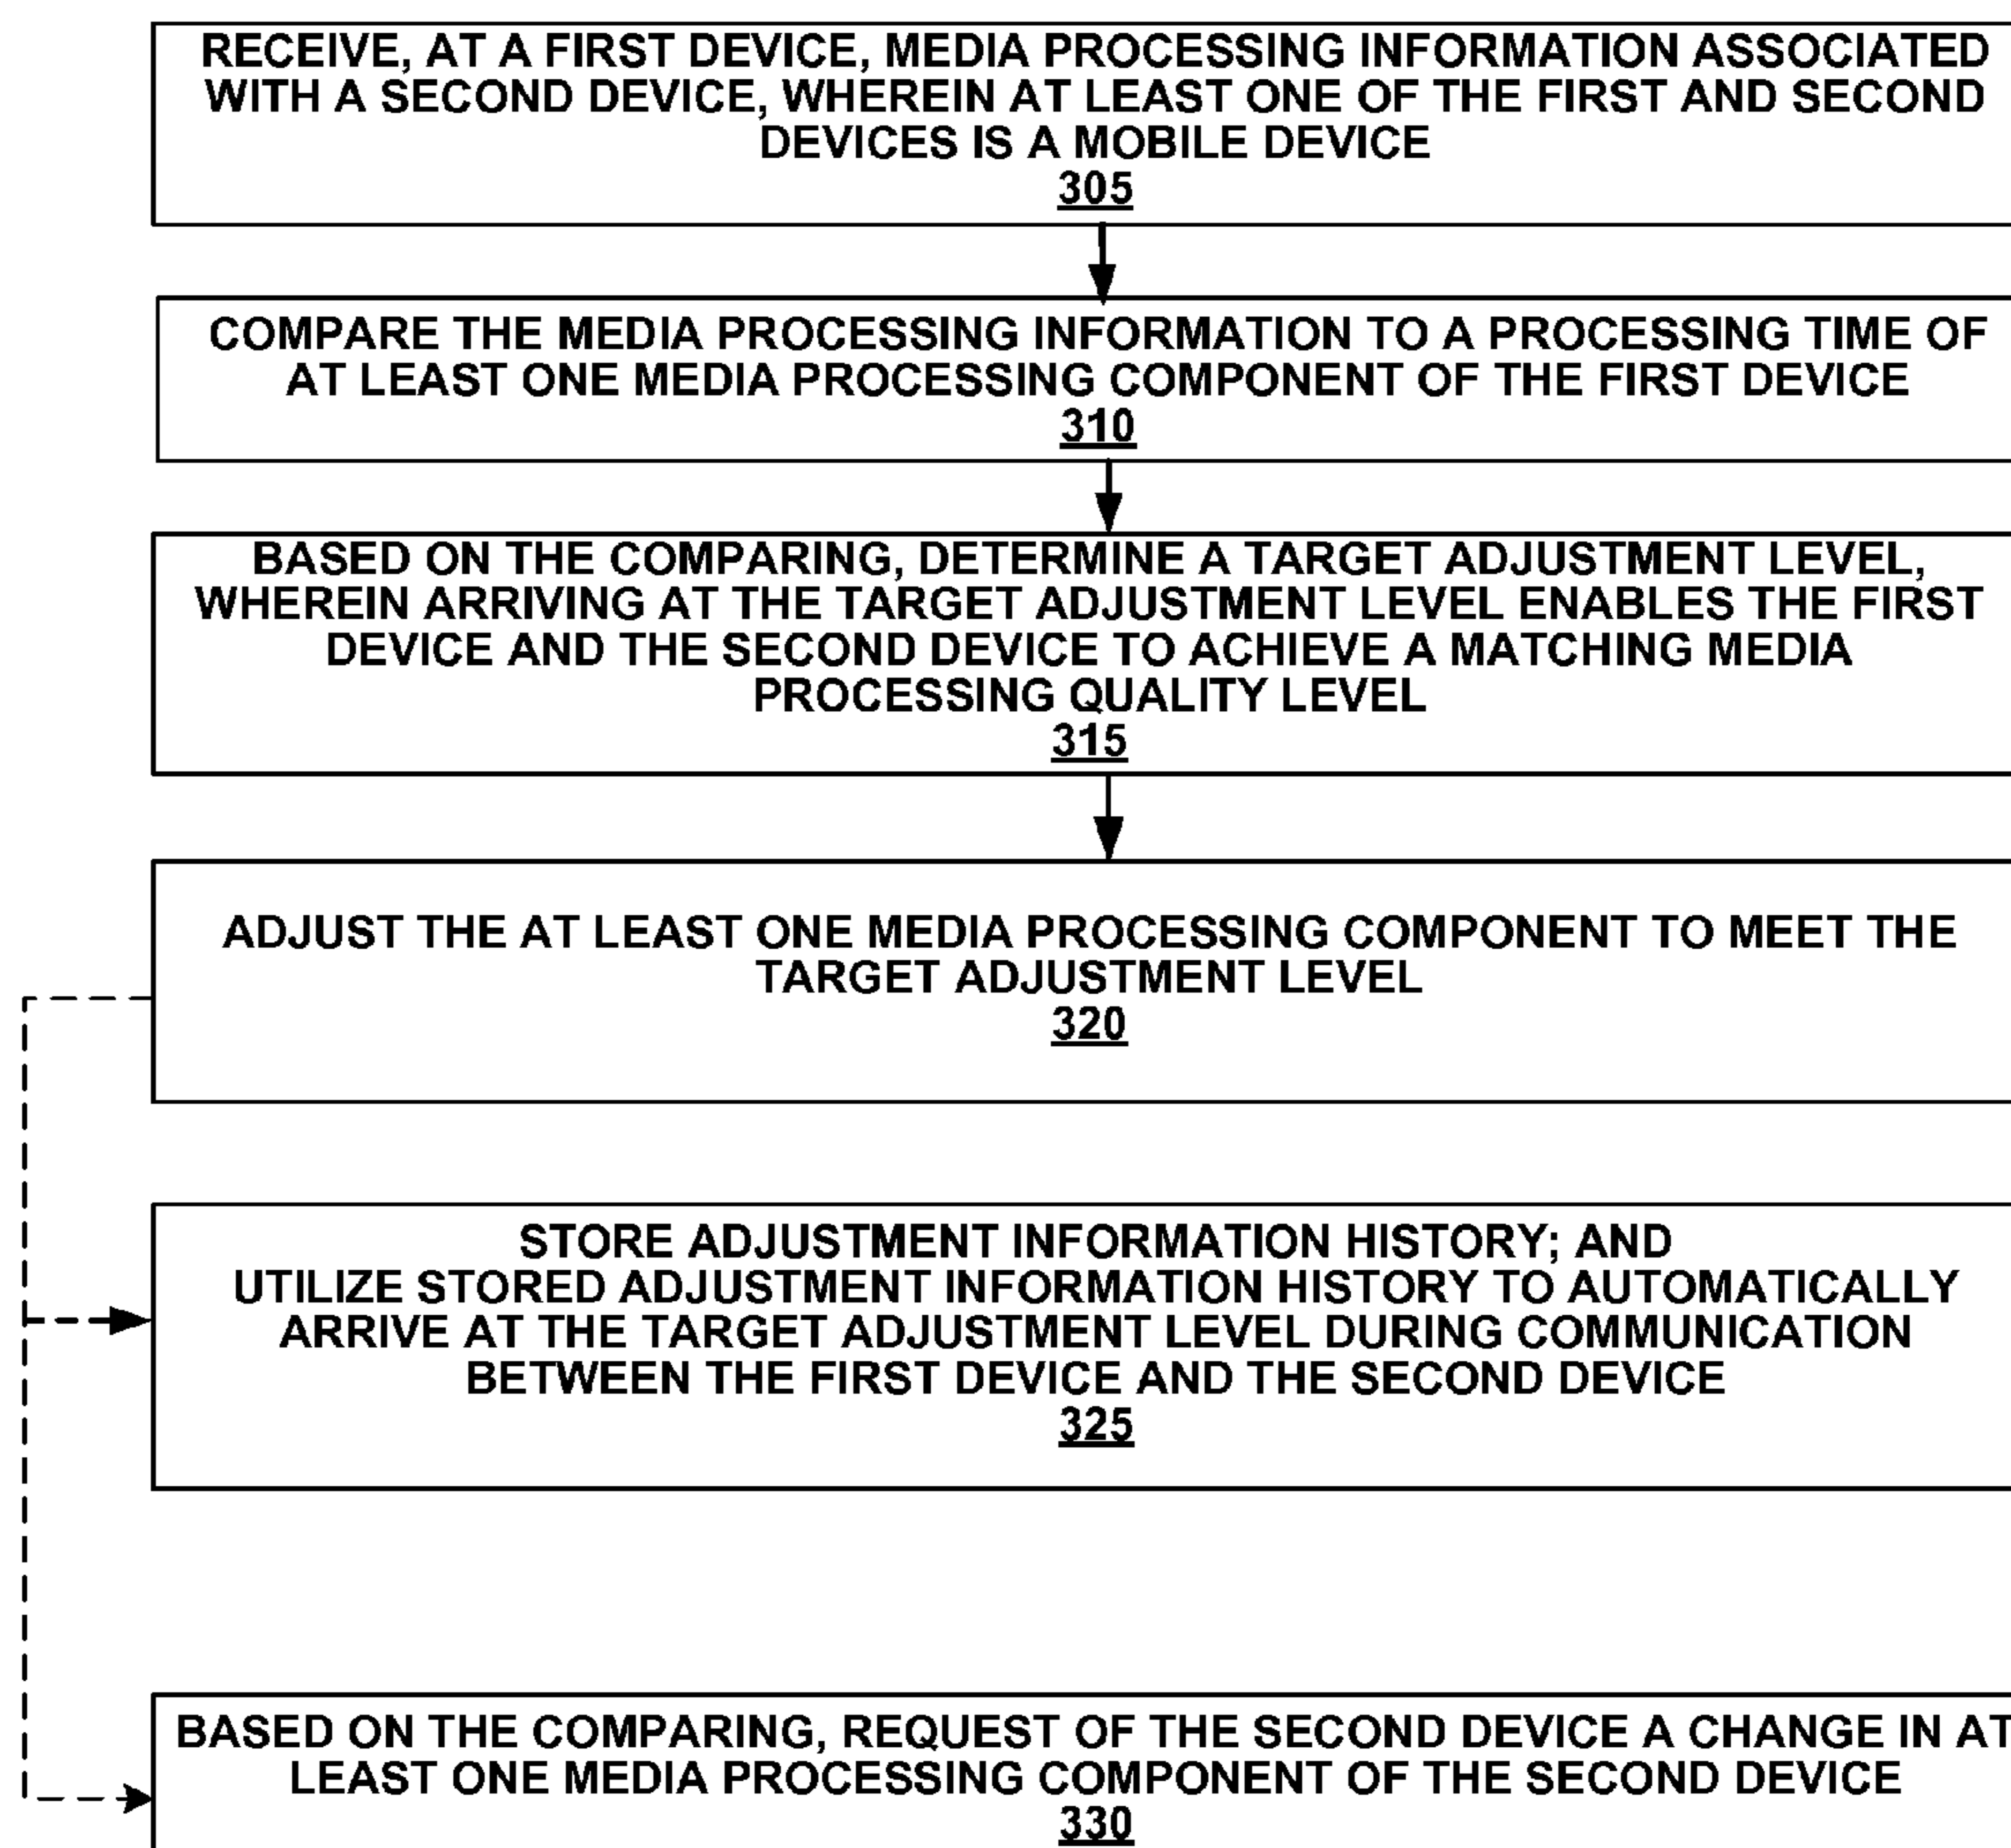 RECEIVE, AT A FIRST DEVICE, MEDIA PROCESSING INFORMATION ASSOCIATED
WITH A SECOND DEVICE, WHEREIN AT LEAST ONE OF THE FIRST AND SECOND
DEVICES IS A MOBILE DEVICE
305
COMPARE THE MEDIA PROCESSING INFORMATION TO A PROCESSING TIME OF
AT LEAST ONE MEDIA PROCESSING COMPONENT OF THE FIRST DEVICE
310
BASED ON THE COMPARING, DETERMINE A TARGET ADJUSTMENT LEVEL,
WHEREIN ARRIVING AT THE TARGET ADJUSTMENT LEVEL ENABLES THE FIRST
DEVICE AND THE SECOND DEVICE TO ACHIEVE A MATCHING MEDIA
PROCESSING QUALITY LEVEL
315
ADJUST THE AT LEAST ONE MEDIA PROCESSING COMPONENT TO MEET THE
TARGET ADJUSTMENT LEVEL
320
STORE ADJUSTMENT INFORMATION HISTORY; AND
UTILIZE STORED ADJUSTMENT INFORMATION HISTORY TO AUTOMATICALLY
ARRIVE AT THE TARGET ADJUSTMENT LEVEL DURING COMMUNICATION
BETWEEN THE FIRST DEVICE AND THE SECOND DEVICE
325
BASED ON THE COMPARING, REQUEST OF THE SECOND DEVICE A CHANGE IN AT
LEAST ONE MEDIA PROCESSING COMPONENT OF THE SECOND DEVICE
330